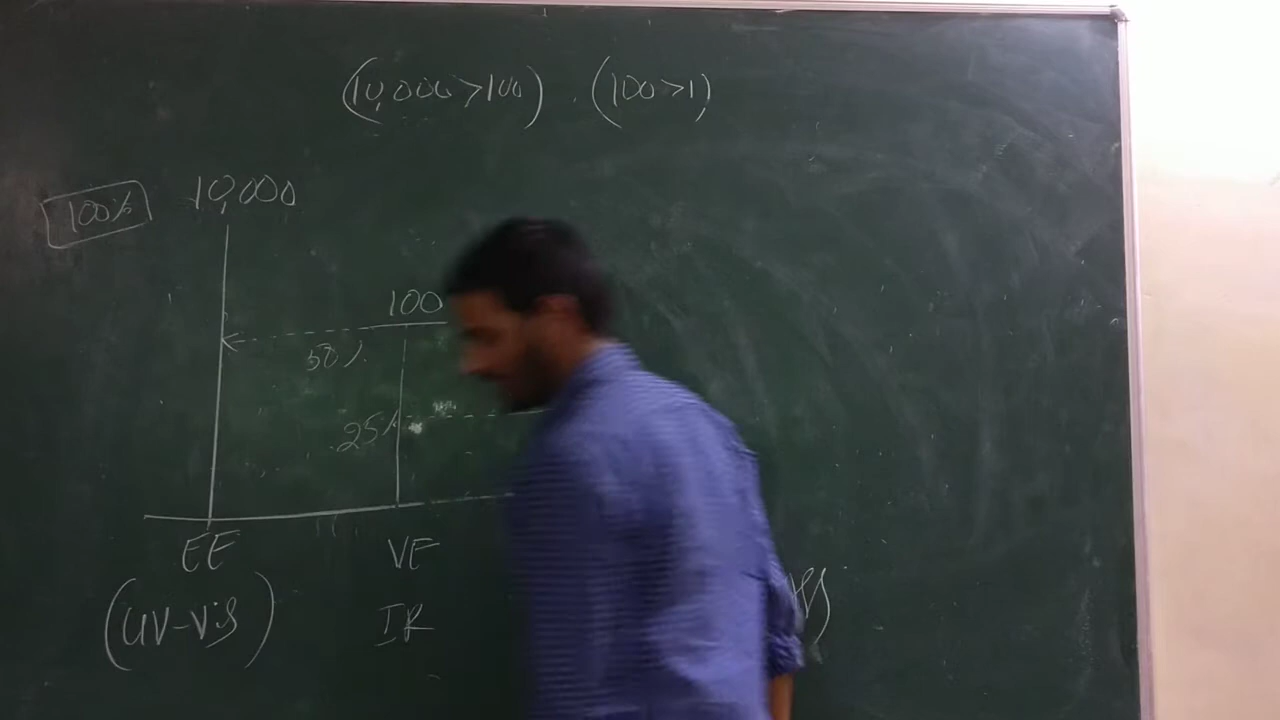 (10,000>100) . (100>1)
100% 10,000
100
50%
25%
EE VE
(UV-Vis) IR